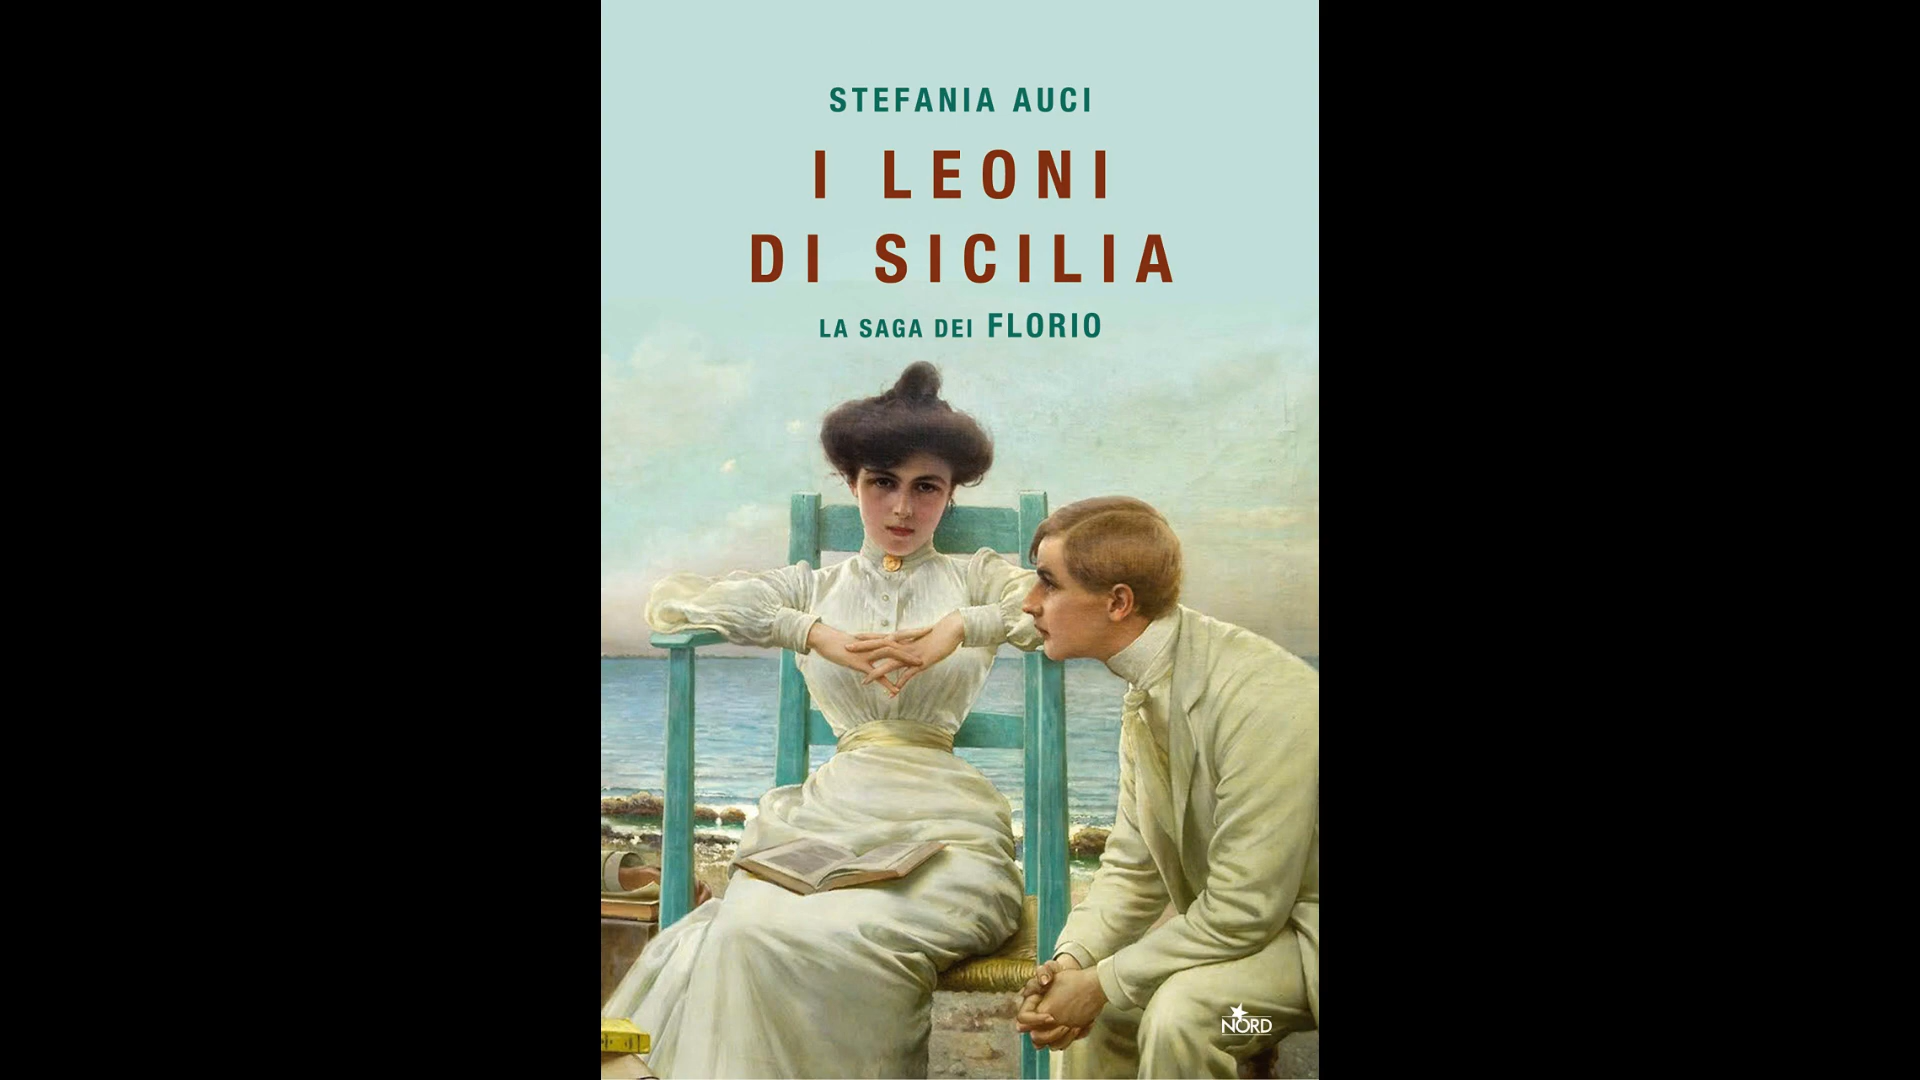 STEFANIA AUCI
I LEONI
DI SICILIA
LA SAGA DEI FLORIO
NORD